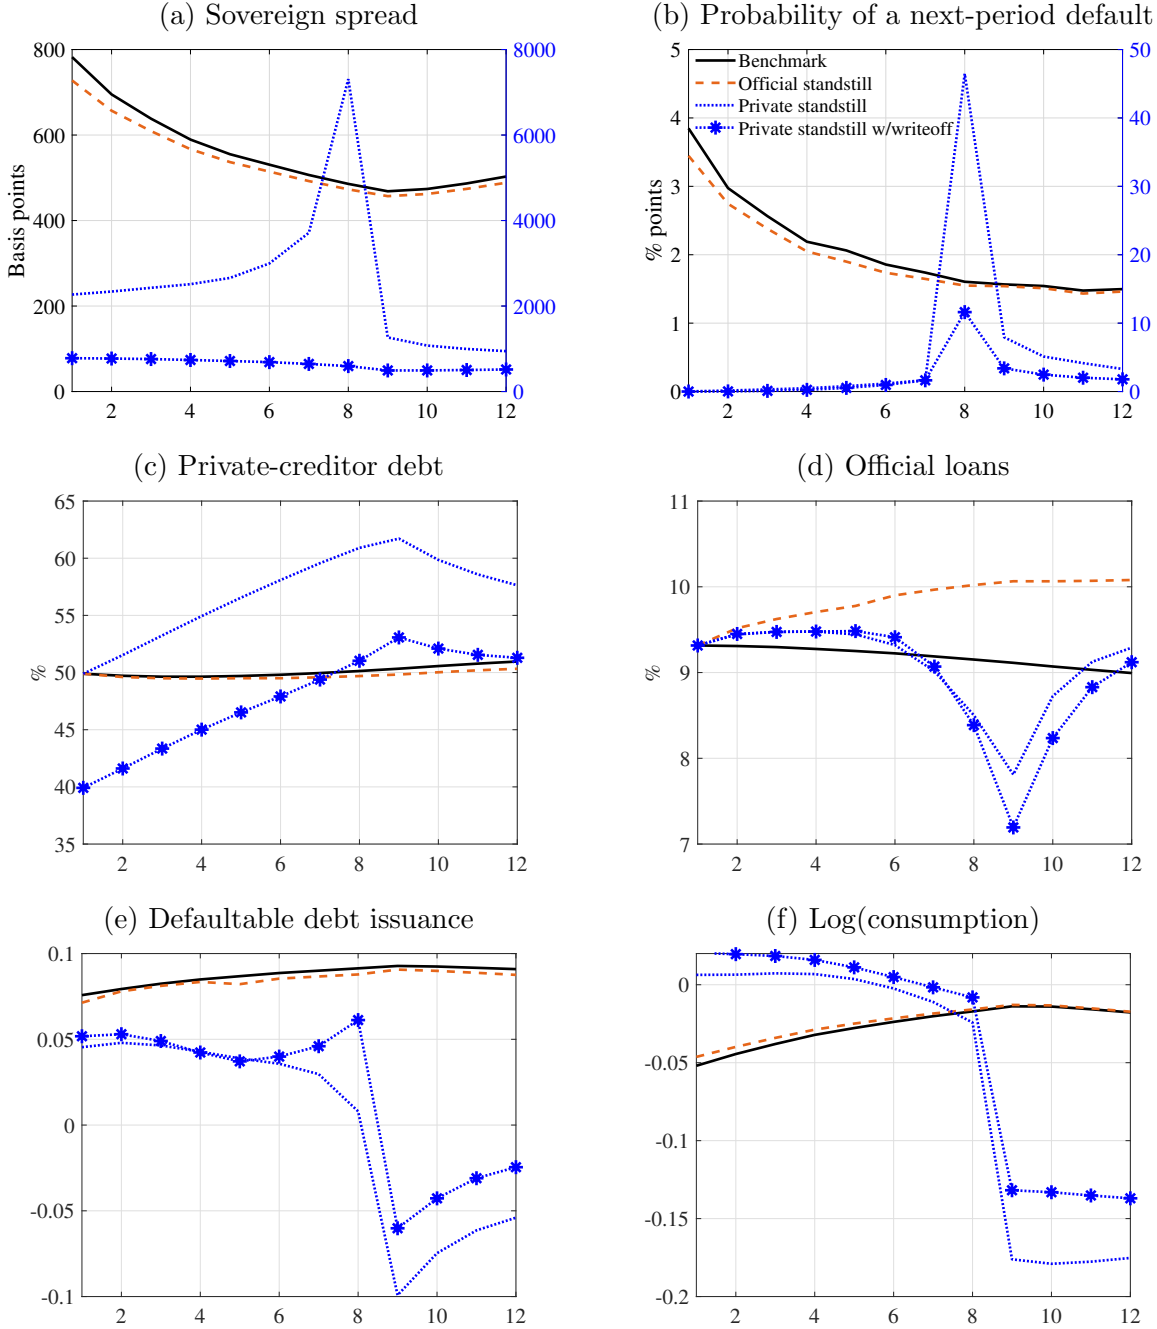 (a) Sovereign spread
800
600
400
200
0
Basis points
8000
6000
4000
2000
0
2 4 6 8 10 12
(b) Probability of a next-period default
5
4
3
2
1
0
% points
50
40
30
20
10
0
Benchmark
Official standstill
Private standstill
Private standstill w/writeoff
2 4 6 8 10 12
(c) Private-creditor debt
65
60
55
50
45
40
35
%
2 4 6 8 10 12
(d) Official loans
11
10
9
8
7
%
2 4 6 8 10 12
(e) Defaultable debt issuance
0.1
0.05
0
-0.05
-0.1
2 4 6 8 10 12
(f) Log(consumption)
0
-0.05
-0.1
-0.15
-0.2
2 4 6 8 10 12